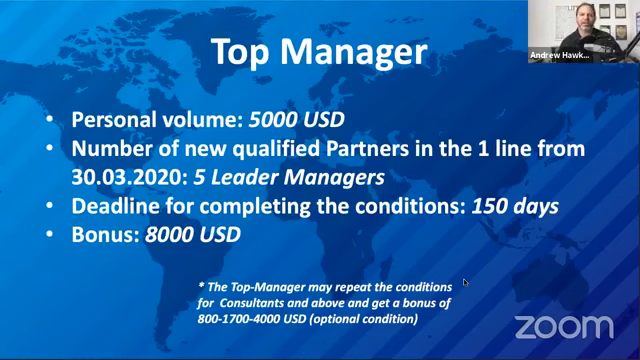 Top Manager
Andrew Hawk...
• Personal volume: 5000 USD
• Number of new qualified Partners in the 1 line from
30.03.2020: 5 Leader Managers
• Deadline for completing the conditions: 150 days
• Bonus: 8000 USD
* The Top-Manager may repeat the conditions
for Consultants and above and get a bonus of
800-1700-4000 USD (optional condition)
zoom